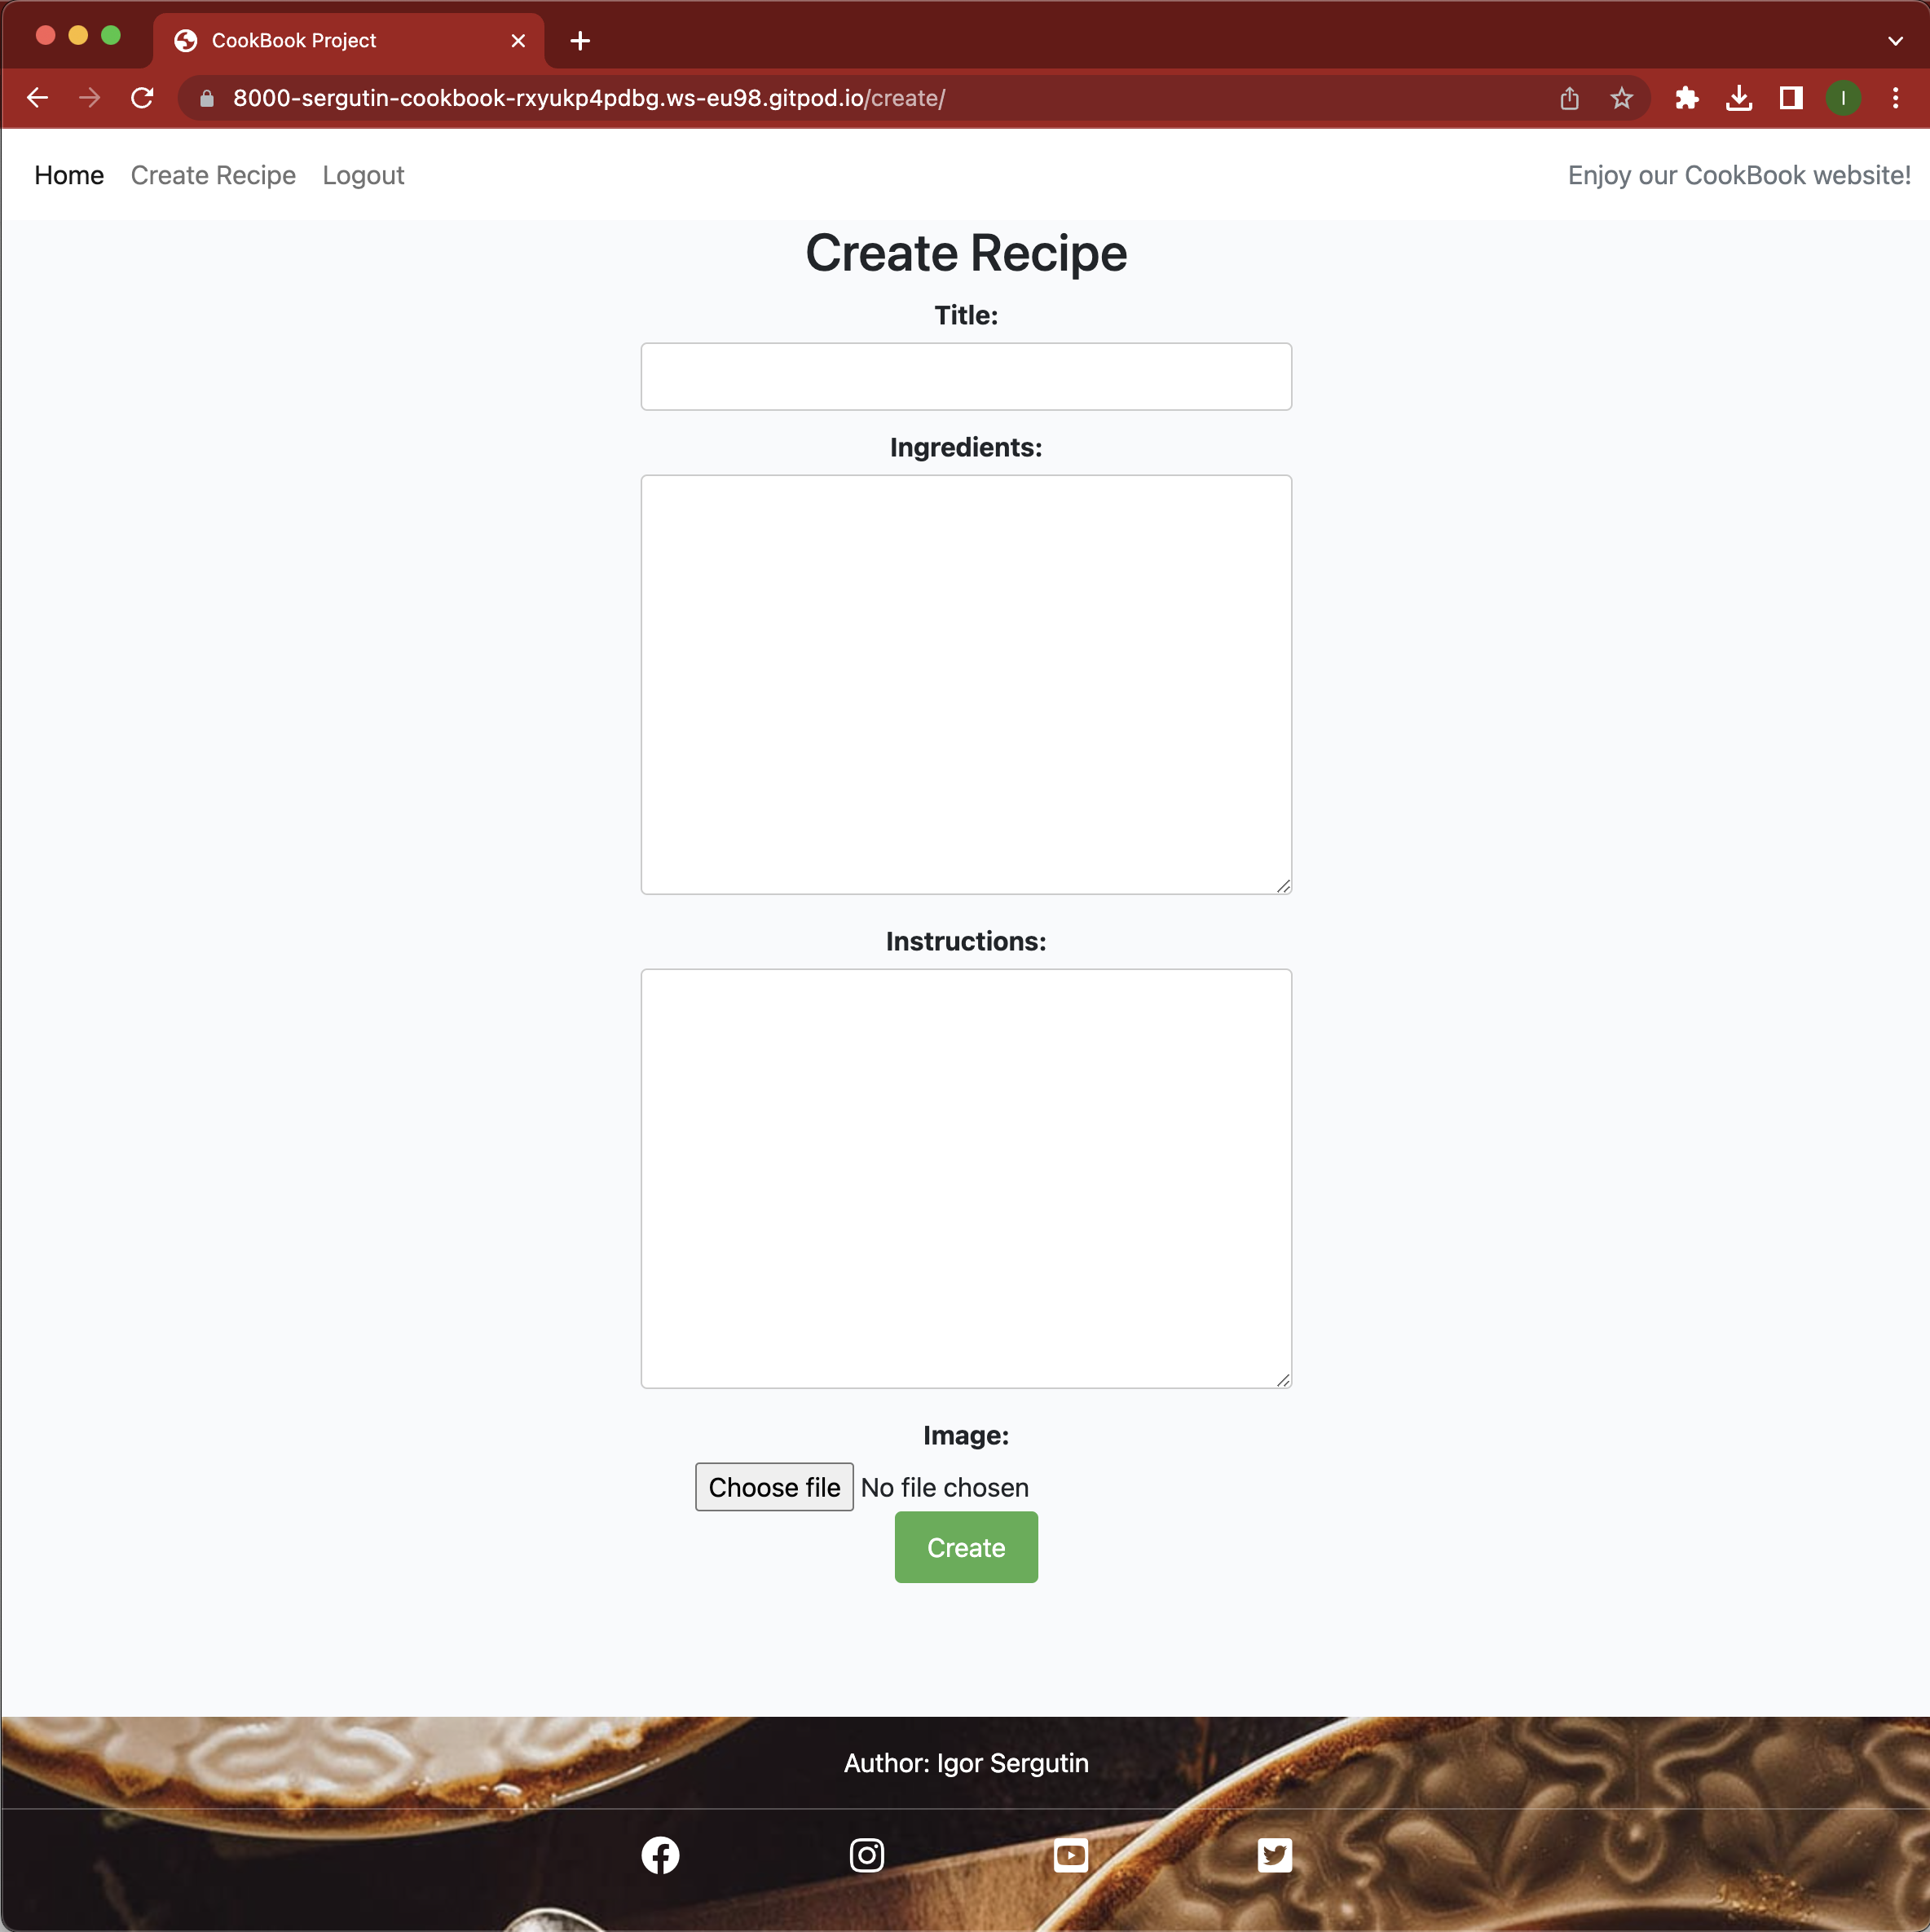 CookBook Project
8000-sergutin-cookbook-rxyukp4pdbg.ws-eu98.gitpod.io/create/
I
Home Create Recipe Logout Enjoy our CookBook website!
Create Recipe
Title:
Ingredients:
Instructions:
Image:
Choose file No file chosen
Create
Author: Igor Sergutin